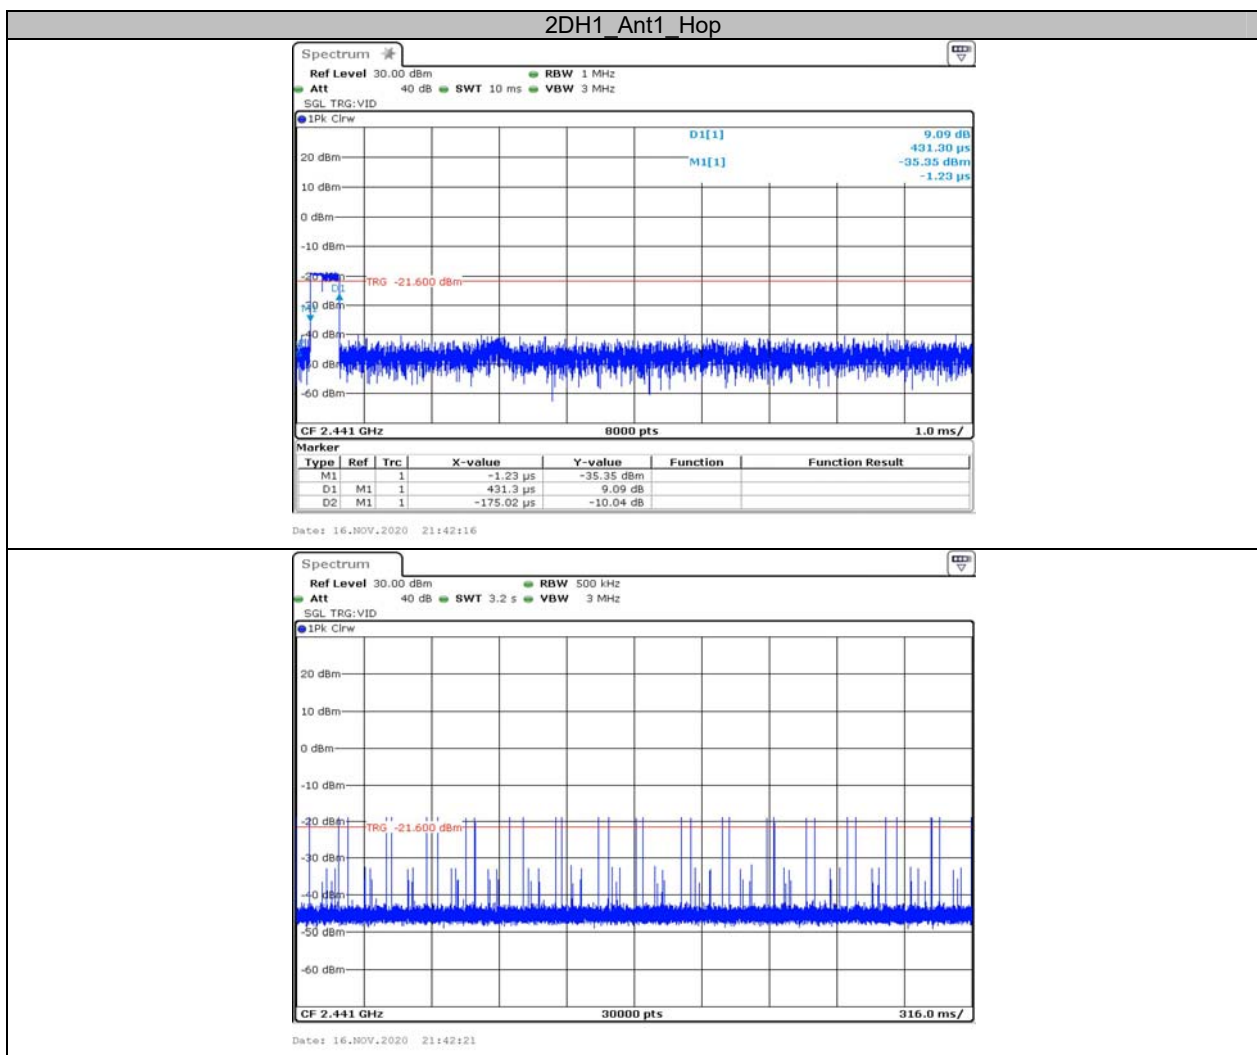 2DH1_Ant1_Hop
Spectrum
Ref Level 30.00 dBm RBW 1 MHz
Att 40 dB SWT 10 ms VBW 3 MHz
SGL TRG:VID
1Pk Clrw
D1[1] 9.09 dB
431.30 µs
20 dBm M1[1] -35.35 dBm
-1.23 µs
10 dBm
0 dBm
-10 dBm
-20 dBm
TRG -21.600 dBm
D1
M1
-40 dBm
-60 dBm
CF 2.441 GHz 8000 pts 1.0 ms/
Marker
Type Ref Trc X-value Y-value Function Function Result
M1 1 -1.23 µs -35.35 dBm
D1 M1 1 431.3 µs 9.09 dB
D2 M1 1 -175.02 µs -10.04 dB
Date: 16.NOV.2020 21:42:16
Spectrum
Ref Level 30.00 dBm RBW 500 kHz
Att 40 dB SWT 3.2 s VBW 3 MHz
SGL TRG:VID
1Pk Clrw
20 dBm
10 dBm
0 dBm
-10 dBm
-20 dBm
TRG -21.600 dBm
-30 dBm
-40 dBm
-50 dBm
-60 dBm
CF 2.441 GHz 30000 pts 316.0 ms/
Date: 16.NOV.2020 21:42:21